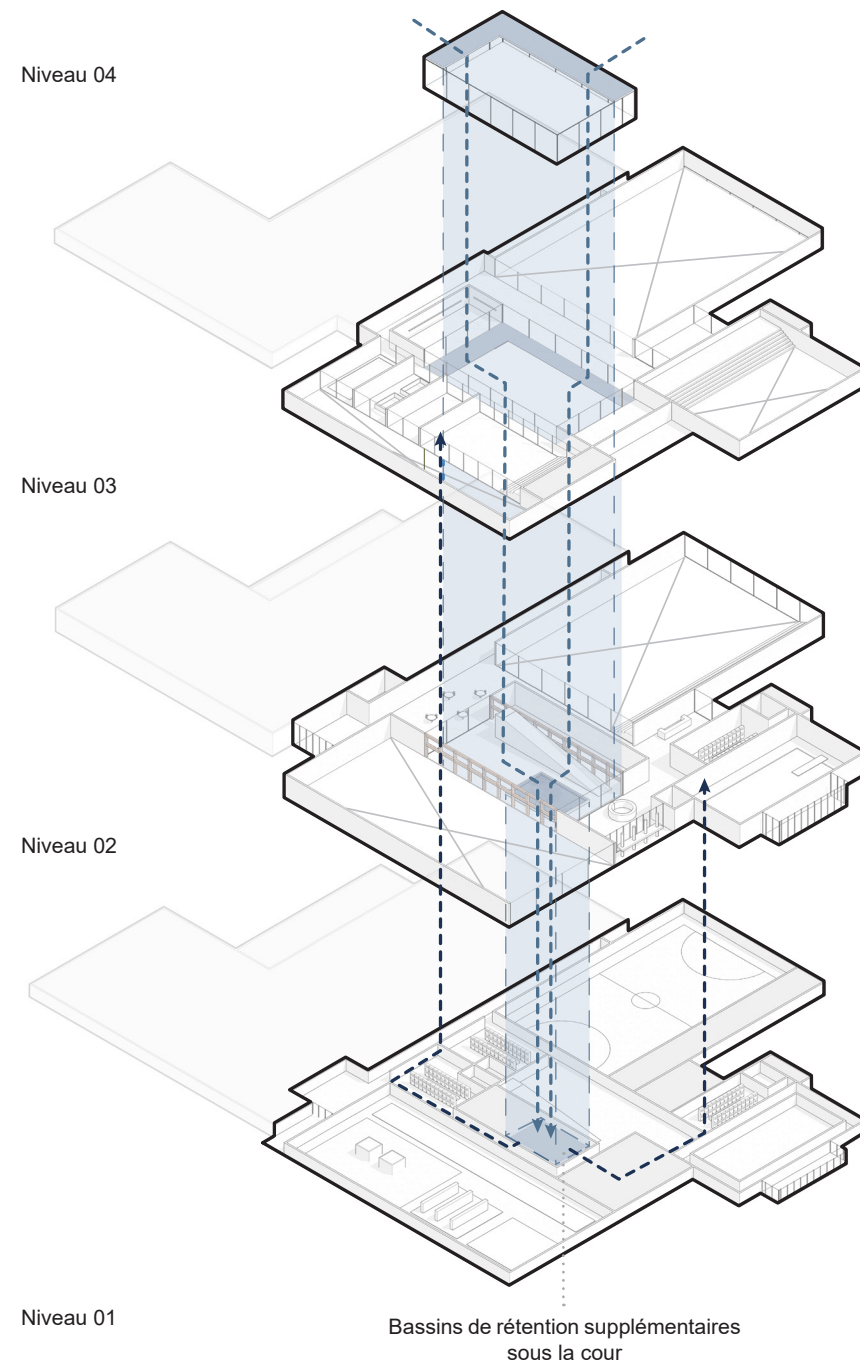 Niveau 04
Niveau 03
Niveau 02
Niveau 01
Bassins de rétention supplémentaires
sous la cour